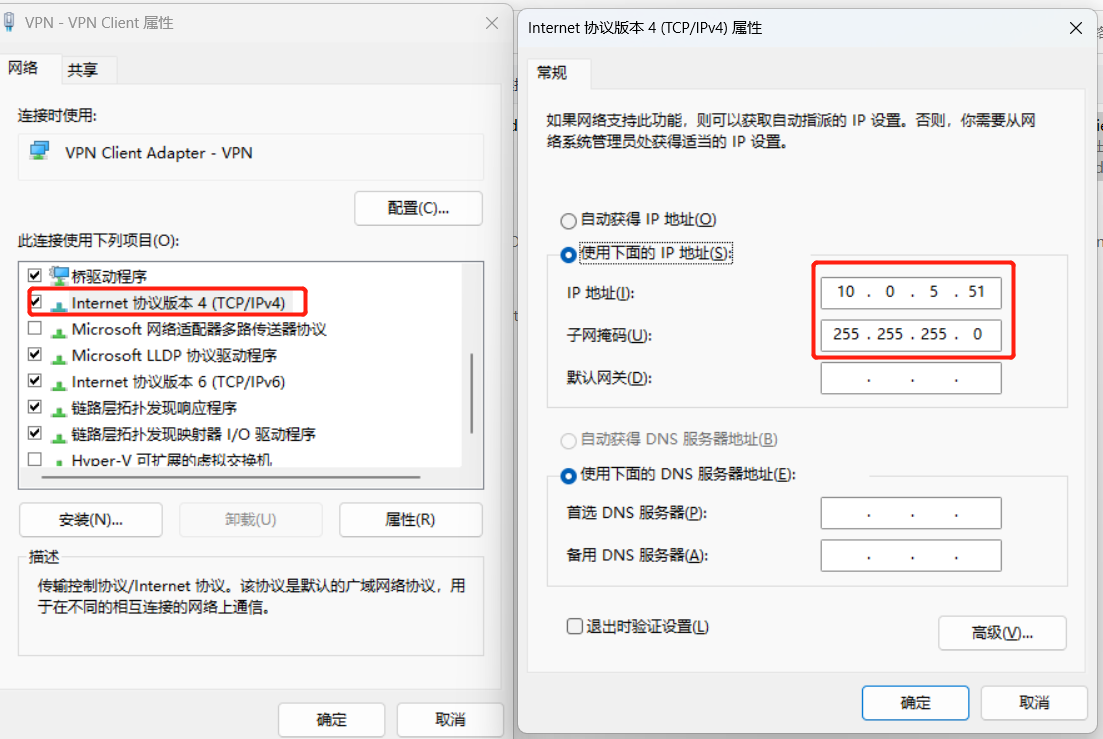 VPN - VPN Client 属性
网络
共享
连接时使用:
VPN Client Adapter - VPN
配置(C)...
此连接使用下列项目(O):
桥驱动程序
Internet 协议版本 4 (TCP/IPv4)
Microsoft 网络适配器多路传送器协议
Microsoft LLDP 协议驱动程序
Internet 协议版本 6 (TCP/IPv6)
链路层拓扑发现响应程序
链路层拓扑发现映射器 I/O 驱动程序
Hyper-V 可扩展的虚拟交换机
安装(N)...
卸载(U)
属性(R)
描述
传输控制协议/Internet 协议。该协议是默认的广域网络协议，用
于在不同的相互连接的网络上通信。
确定
取消
Internet 协议版本 4 (TCP/IPv4) 属性
常规
如果网络支持此功能，则可以获取自动指派的 IP 设置。否则，你需要从网
络系统管理员处获得适当的 IP 设置。
自动获得 IP 地址(O)
使用下面的 IP 地址(S):
IP 地址(I):
10 . 0 . 5 . 51
子网掩码(U):
255 . 255 . 255 . 0
默认网关(D):
. . .
自动获得 DNS 服务器地址(B)
使用下面的 DNS 服务器地址(E):
首选 DNS 服务器(P):
. . .
备用 DNS 服务器(A):
. . .
退出时验证设置(L)
高级(V)...
确定
取消